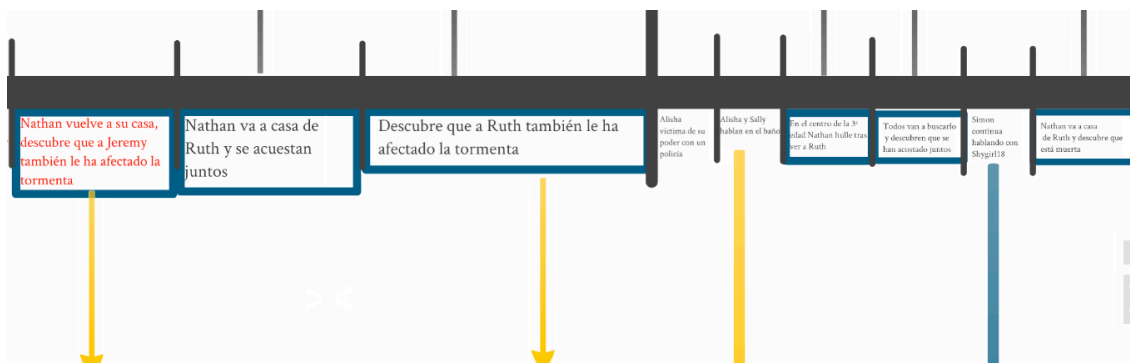 Nathan vuelve a su casa,
descubre que a Jeremy
también le ha afectado la
tormenta
Nathan va a casa de
Ruth y se acuestan
juntos
Descubre que a Ruth también le ha
afectado la tormenta
Alisha
víctima de su
poder con un
policía
Alisha y Sally
hablan en el baño
En el centro de la 3ª
edad Nathan hulle tras
ver a Ruth
Todos van a buscarlo
y descubren que se
han acostado juntos
Simon
continua
hablando con
Shygirl18
Nathan va a casa
de Ruth y descubre que
está muerta